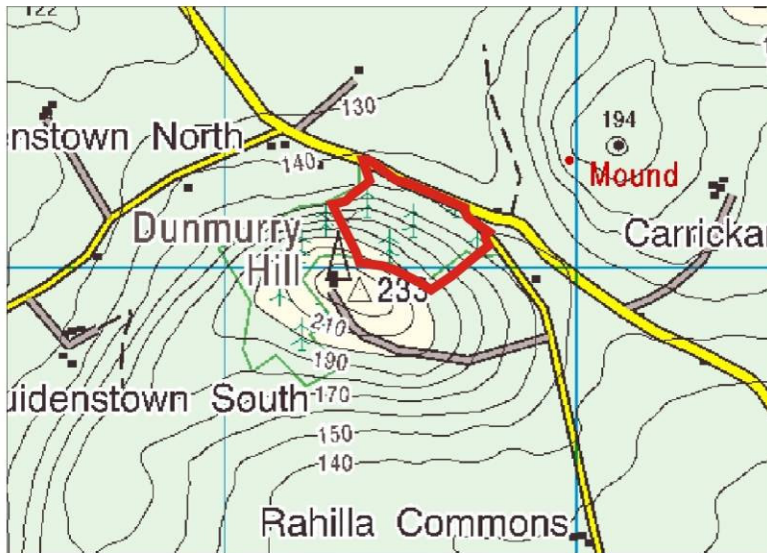 122
130
194
enstown North
140
Mound
Dunmurry
Hill
Carrickar
233
210
190
uidenstown South
170
150
140
Rahilla Commons